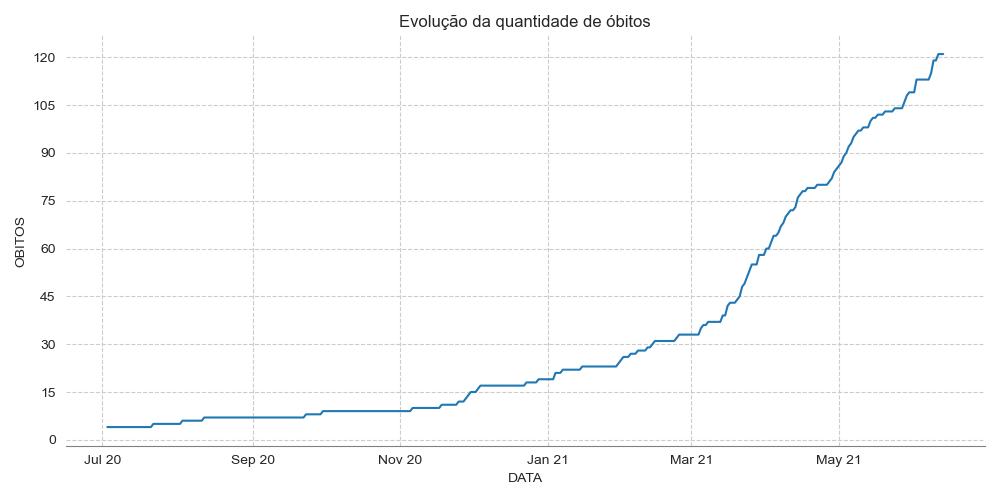 Evolução da quantidade de óbitos
120
105
90
75
60
45
30
15
0
OBITOS
Jul 20 Sep 20 Nov 20 Jan 21 Mar 21 May 21
DATA